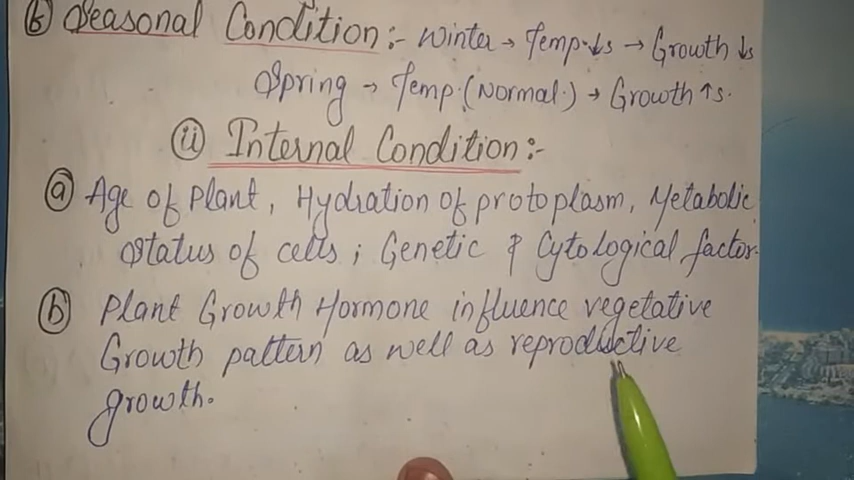 (b) Seasonal Condition :- Winter → Temp. ↓s → Growth ↓s
Spring → Temp. (Normal.) → Growth ↑s.
(ii) Internal Condition :-
(a) Age of Plant, Hydration of protoplasm, Metabolic
Status of cells ; Genetic & Cytological factor.
(b) Plant Growth Hormone influence vegetative
Growth pattern as well as reproductive
growth.